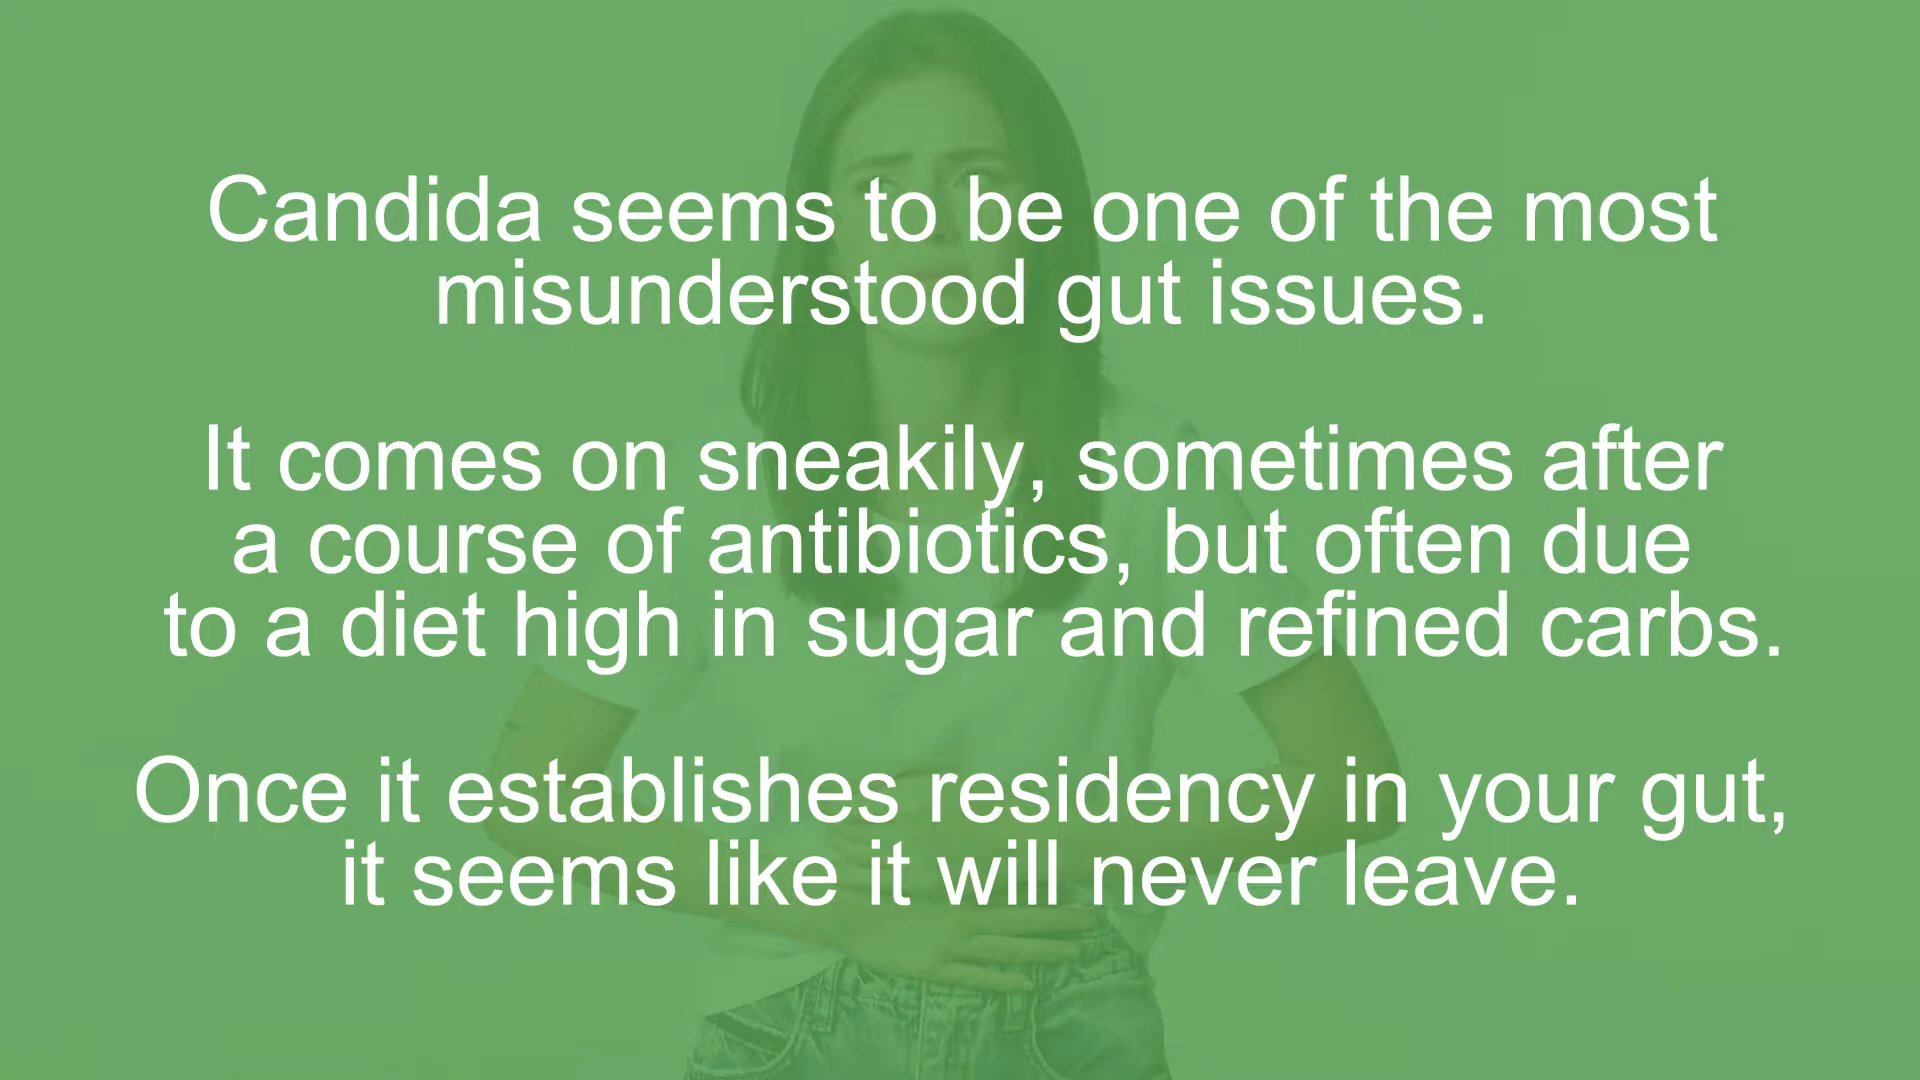 Candida seems to be one of the most
misunderstood gut issues.
It comes on sneakily, sometimes after
a course of antibiotics, but often due
to a diet high in sugar and refined carbs.
Once it establishes residency in your gut,
it seems like it will never leave.